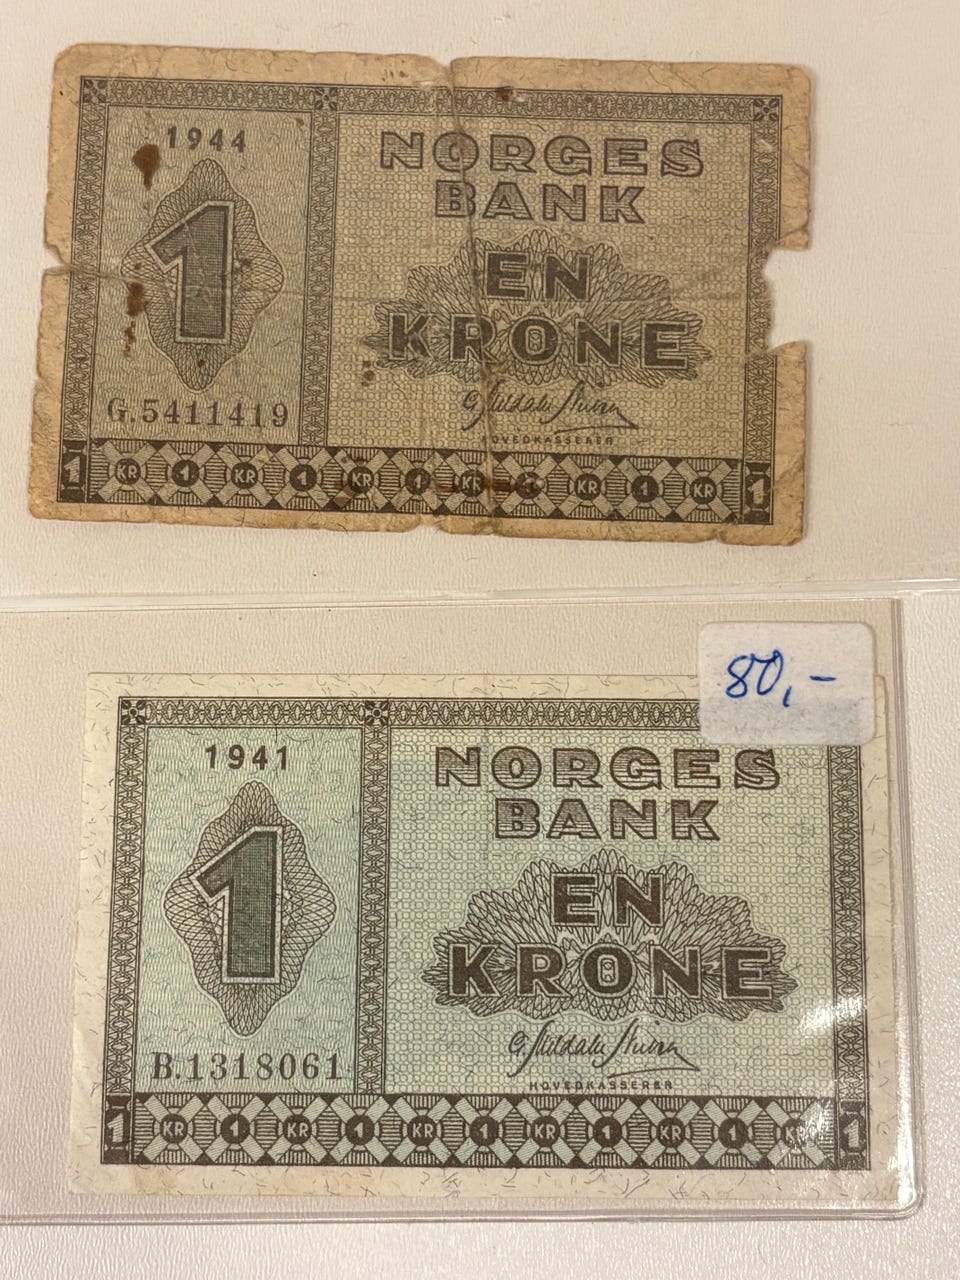 1944
NORGES
BANK
1
EN
KRONE
G.5411419
HOVEDKASSERER
1 KR 1 KR 1 KR 1 KR 1 KR 1 KR 1
80,-
1941
NORGES
BANK
1
EN
KRONE
B.1318061
HOVEDKASSERER
1 KR 1 KR 1 KR 1 KR 1 KR 1 KR 1